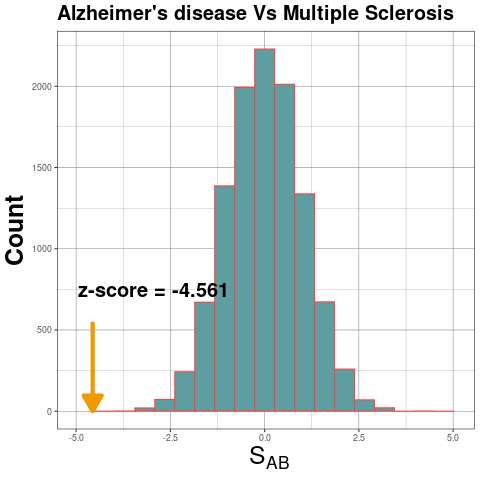 Alzheimer's disease Vs Multiple Sclerosis
2000
1500
1000
500
0
Count
z-score = -4.561
-5.0 -2.5 0.0 2.5 5.0
SAB